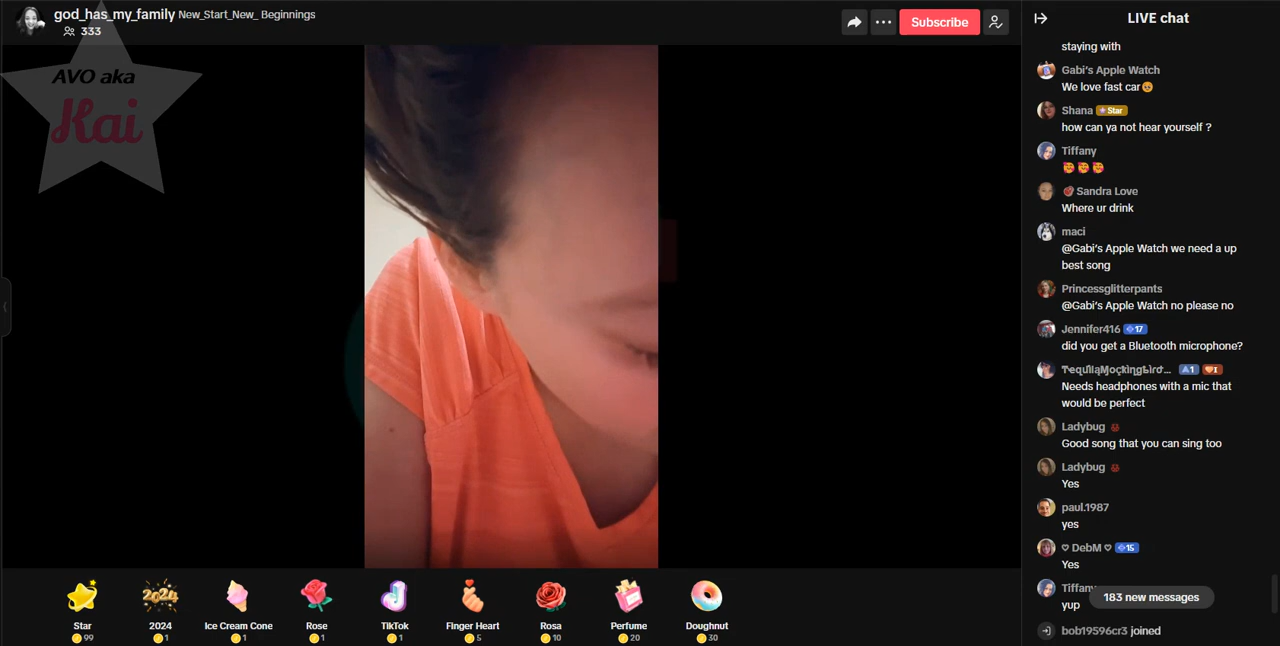 god_has_my_family New_Start_New_ Beginnings
333
Subscribe
LIVE chat
AVO aka
Kai
staying with
Gabi's Apple Watch
We love fast car😡
Shana Star
how can ya not hear yourself ?
Tiffany
🥰🥰🥰
Sandra Love
Where ur drink
maci
@Gabi's Apple Watch we need a up
best song
Princessglitterpants
@Gabi's Apple Watch no please no
Jennifer416 17
did you get a Bluetooth microphone?
1 I
Needs headphones with a mic that
would be perfect
Ladybug
Good song that you can sing too
Ladybug
Yes
paul.1987
yes
♡ DebM ♡ 15
Yes
Tiffany
yup
183 new messages
bob19596cr3 joined
Star
99
2024
2024
1
Ice Cream Cone
1
Rose
1
TikTok
1
Finger Heart
5
Rosa
10
Perfume
20
Doughnut
30